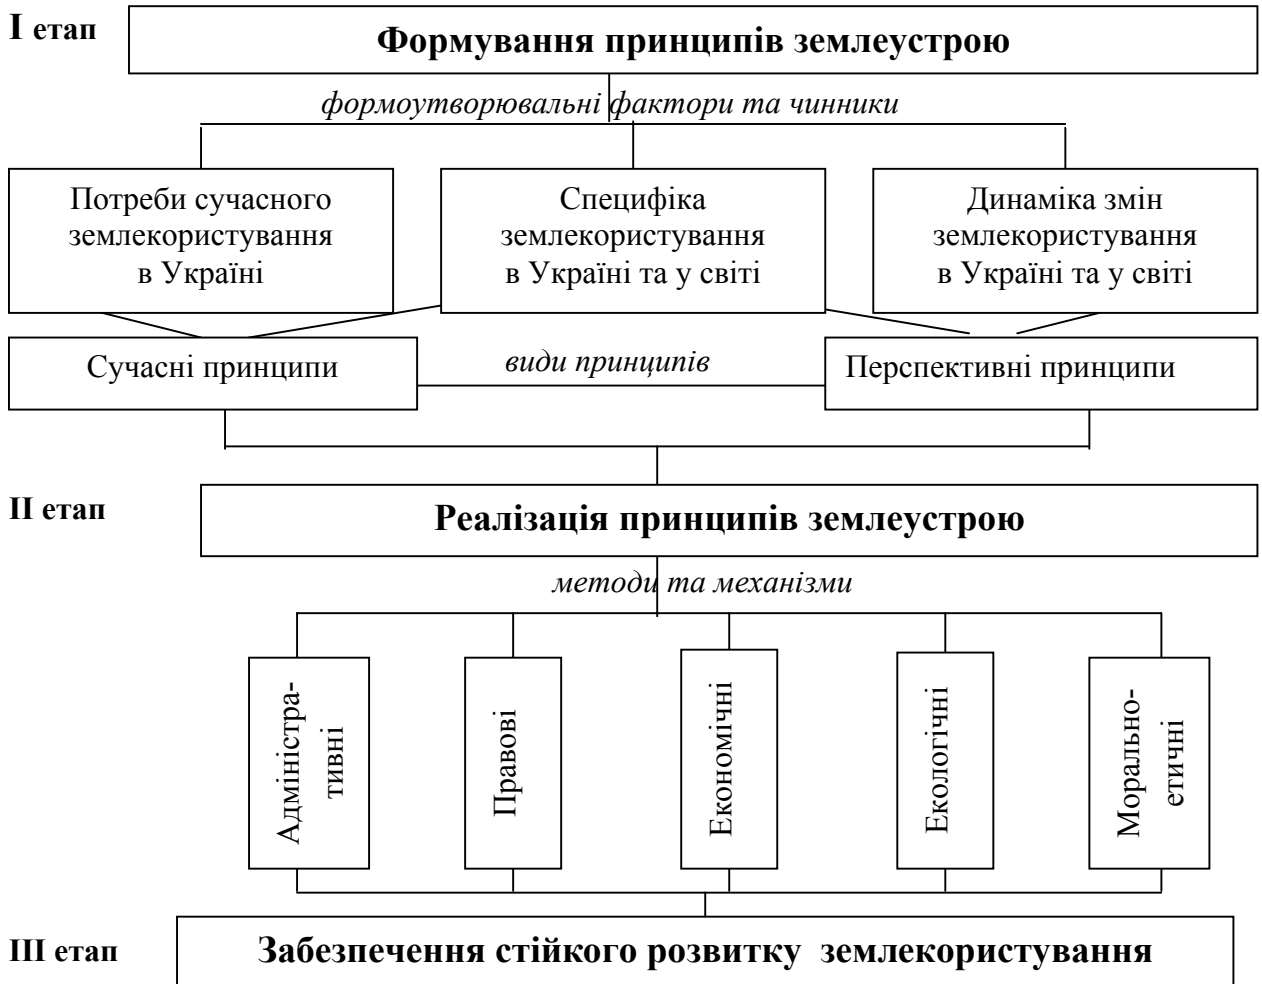 І етап
Формування принципів землеустрою
формоутворювальні фактори та чинники
Потреби сучасного
землекористування
в Україні
Специфіка
землекористування
в Україні та у світі
Динаміка змін
землекористування
в Україні та у світі
Сучасні принципи
види принципів
Перспективні принципи
ІІ етап
Реалізація принципів землеустрою
методи та механізми
Адміністра-
тивні
Правові
Економічні
Екологічні
Морально-
етичні
ІІІ етап
Забезпечення стійкого розвитку землекористування